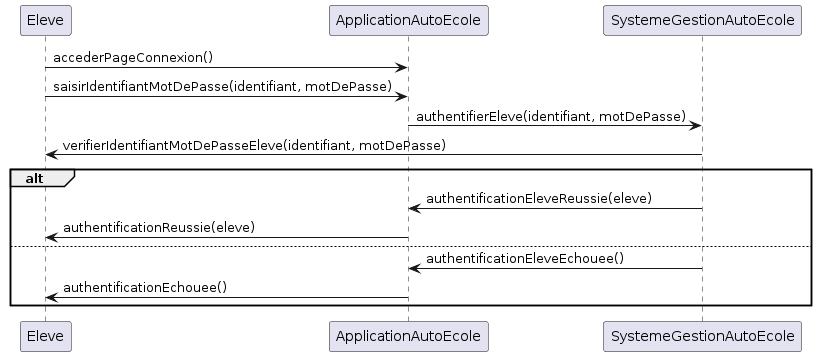 Eleve
ApplicationAutoEcole
SystemeGestionAutoEcole
accederPageConnexion()
saisirIdentifiantMotDePasse(identifiant, motDePasse)
authentifierEleve(identifiant, motDePasse)
verifierIdentifiantMotDePasseEleve(identifiant, motDePasse)
alt
authentificationEleveReussie(eleve)
authentificationReussie(eleve)
authentificationEleveEchouee()
authentificationEchouee()
Eleve
ApplicationAutoEcole
SystemeGestionAutoEcole